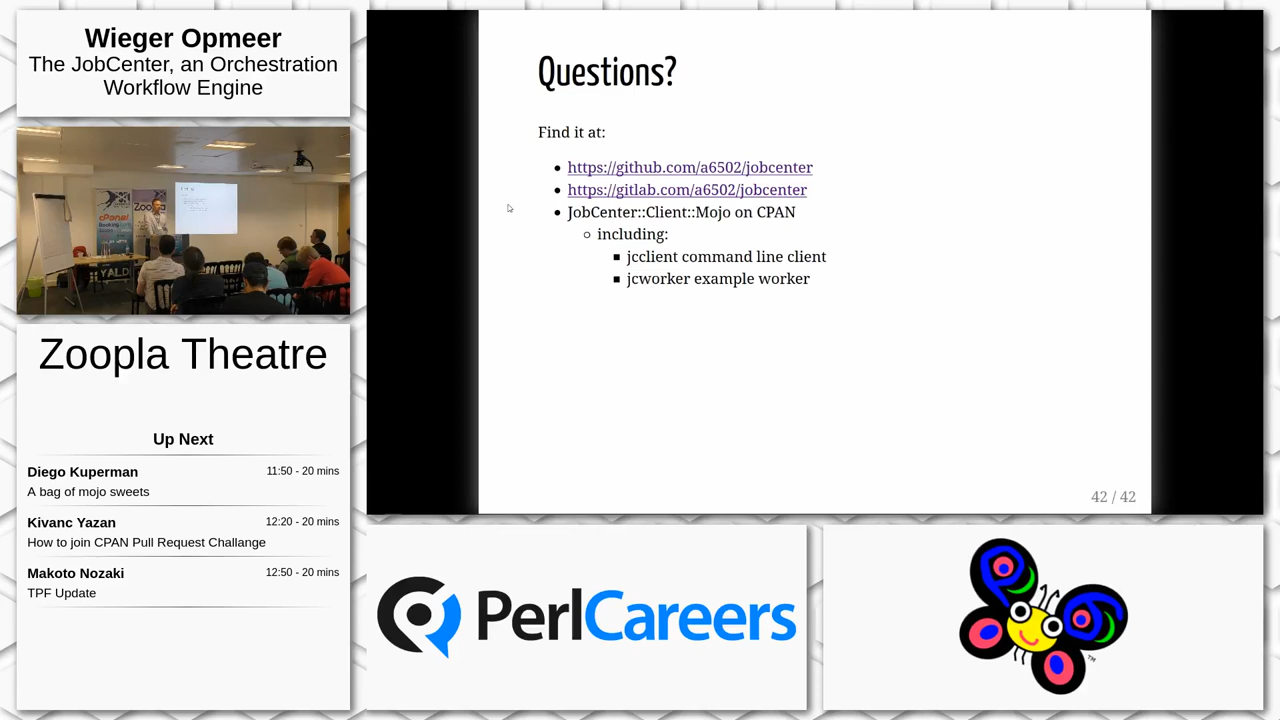 Wieger Opmeer
The JobCenter, an Orchestration
Workflow Engine
cPanel
YALD
Zoopla Theatre
Up Next
Diego Kuperman 11:50 - 20 mins
A bag of mojo sweets
Kivanc Yazan 12:20 - 20 mins
How to join CPAN Pull Request Challange
Makoto Nozaki 12:50 - 20 mins
TPF Update
Questions?
Find it at:
https://github.com/a6502/jobcenter
https://gitlab.com/a6502/jobcenter
JobCenter::Client::Mojo on CPAN
including:
jcclient command line client
jcworker example worker
42 / 42
PerlCareers
TM